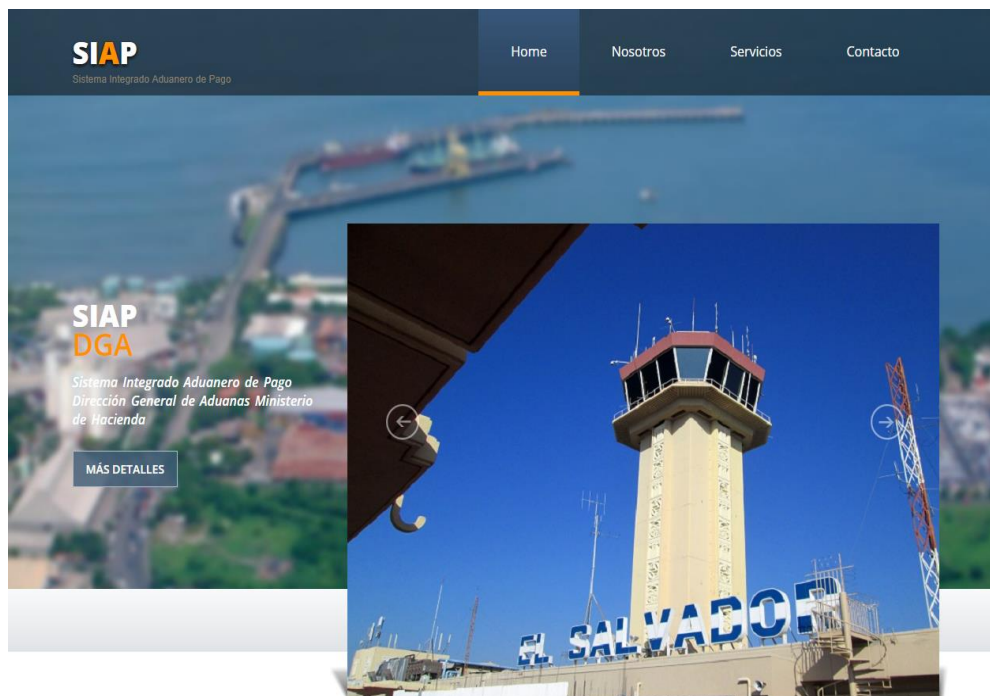 SIAP
Sistema Integrado Aduanero de Pago
Home
Nosotros
Servicios
Contacto
SIAP
DGA
Sistema Integrado Aduanero de Pago
Dirección General de Aduanas Ministerio
de Hacienda
MÁS DETALLES
EL SALVADOR